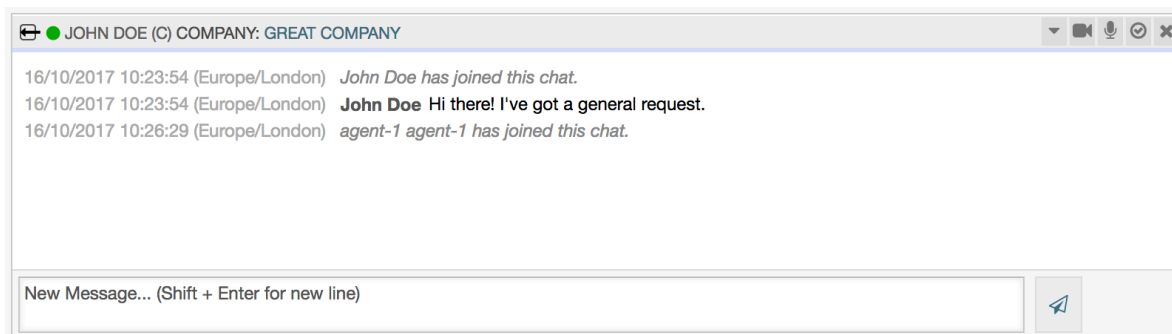 JOHN DOE (C) COMPANY: GREAT COMPANY
16/10/2017 10:23:54 (Europe/London) John Doe has joined this chat.
16/10/2017 10:23:54 (Europe/London) John Doe Hi there! I've got a general request.
16/10/2017 10:26:29 (Europe/London) agent-1 agent-1 has joined this chat.
New Message... (Shift + Enter for new line)